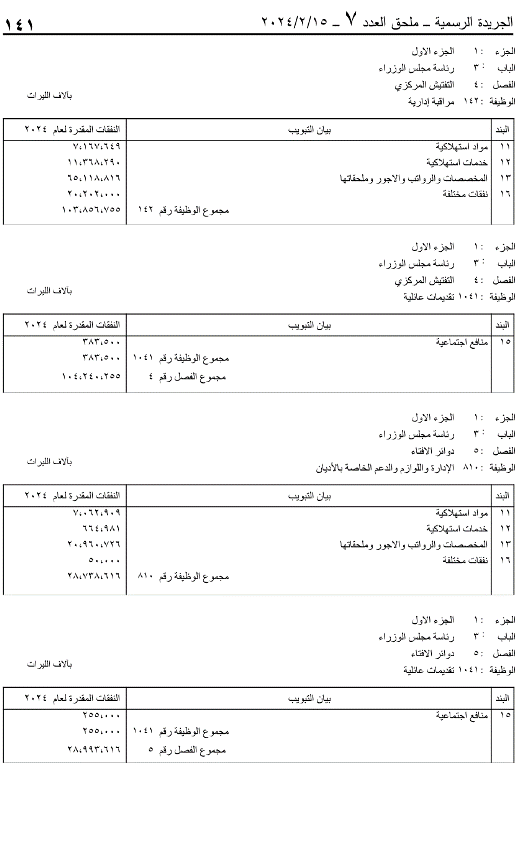 الجريدة الرسمية ــ ملحق العدد ٧ ــ ٢٠٢٤/٢/١٥ ١٤١
الجزء : ١ الجزء الاول
الباب : ٣ رئاسة مجلس الوزراء
الفصل : ٤ التفتيش المركزي
الوظيفة : ١٤٢ مراقبة إدارية بآلاف الليرات
البند بيان التبويب النفقات المقدرة لعام ٢٠٢٤
١١ مواد استهلاكية ٧،١٦٧،٦٤٩
١٢ خدمات استهلاكية ١١،٣٦٨،٢٩٠
١٣ المخصصات والرواتب والاجور وملحقاتها ٦٥،١١٨،٨١٦
١٦ نفقات مختلفة ٢٠،٢٠٢،٠٠٠
مجموع الوظيفة رقم ١٤٢ ١٠٣،٨٥٦،٧٥٥
الجزء : ١ الجزء الاول
الباب : ٣ رئاسة مجلس الوزراء
الفصل : ٤ التفتيش المركزي
الوظيفة : ١٠٤١ تقديمات عائلية بآلاف الليرات
البند بيان التبويب النفقات المقدرة لعام ٢٠٢٤
١٥ منافع اجتماعية ٣٨٣،٥٠٠
مجموع الوظيفة رقم ١٠٤١ ٣٨٣،٥٠٠
مجموع الفصل رقم ٤ ١٠٤،٢٤٠،٢٥٥
الجزء : ١ الجزء الاول
الباب : ٣ رئاسة مجلس الوزراء
الفصل : ٥ دوائر الافتاء
الوظيفة : ٨١٠ الإدارة واللوازم والدعم الخاصة بالأديان بآلاف الليرات
البند بيان التبويب النفقات المقدرة لعام ٢٠٢٤
١١ مواد استهلاكية ٧،٠٦٢،٩٠٩
١٢ خدمات استهلاكية ٦٦٤،٩٨١
١٣ المخصصات والرواتب والاجور وملحقاتها ٢٠،٩٦٠،٧٢٦
١٦ نفقات مختلفة ٥٠،٠٠٠
مجموع الوظيفة رقم ٨١٠ ٢٨،٧٣٨،٦١٦
الجزء : ١ الجزء الاول
الباب : ٣ رئاسة مجلس الوزراء
الفصل : ٥ دوائر الافتاء
الوظيفة : ١٠٤١ تقديمات عائلية بآلاف الليرات
البند بيان التبويب النفقات المقدرة لعام ٢٠٢٤
١٥ منافع اجتماعية ٢٥٥،٠٠٠
مجموع الوظيفة رقم ١٠٤١ ٢٥٥،٠٠٠
مجموع الفصل رقم ٥ ٢٨،٩٩٣،٦١٦